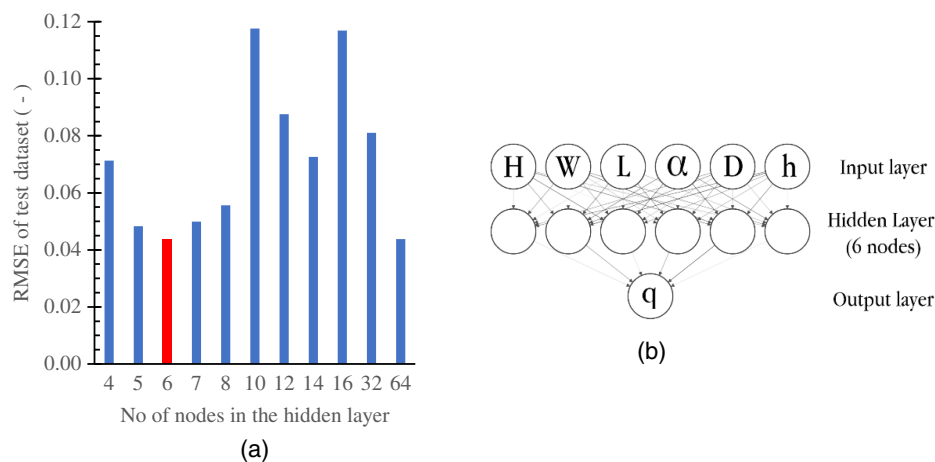 RMSE of test dataset ( - )
0.12
0.10
0.08
0.06
0.04
0.02
0.00
4 5 6 7 8 10 12 14 16 32 64
No of nodes in the hidden layer
(a)
H W L α D h Input layer
Hidden Layer
(6 nodes)
q Output layer
(b)